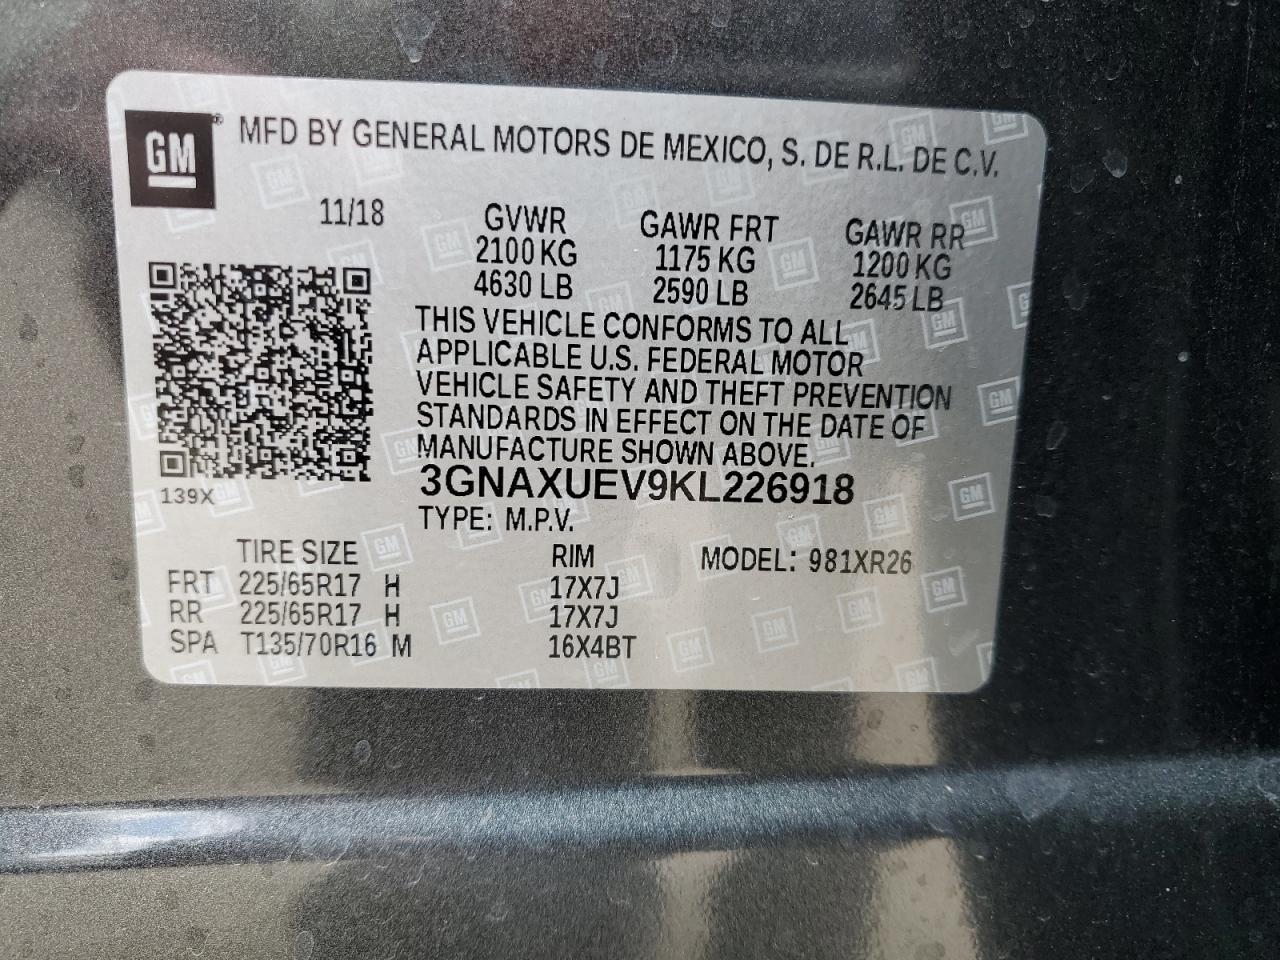 GM® MFD BY GENERAL MOTORS DE MEXICO, S. DE R.L. DE C.V.
11/18 GVWR GAWR FRT GAWR RR
2100 KG 1175 KG 1200 KG
4630 LB 2590 LB 2645 LB
THIS VEHICLE CONFORMS TO ALL
APPLICABLE U.S. FEDERAL MOTOR
VEHICLE SAFETY AND THEFT PREVENTION
STANDARDS IN EFFECT ON THE DATE OF
MANUFACTURE SHOWN ABOVE.
139X
3GNAXUEV9KL226918
TYPE: M.P.V.
TIRE SIZE RIM MODEL: 981XR26
FRT 225/65R17 H 17X7J
RR 225/65R17 H 17X7J
SPA T135/70R16 M 16X4BT